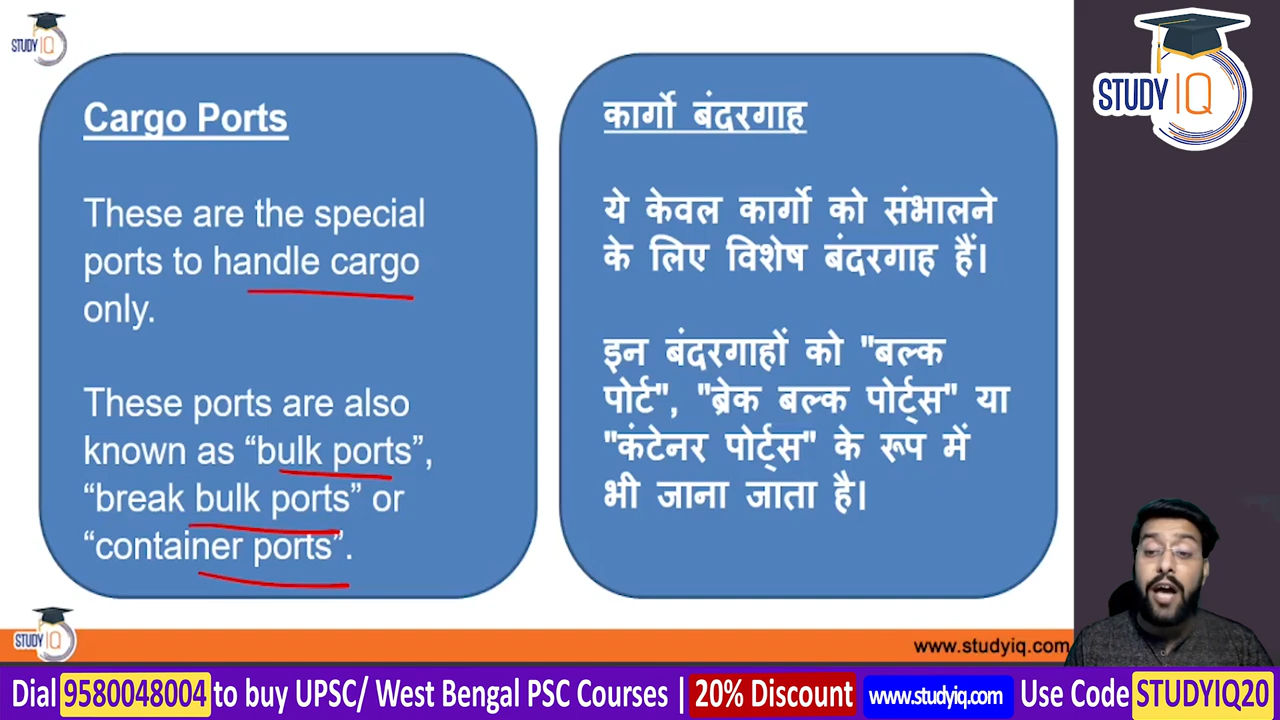 STUDY IQ
Cargo Ports
These are the special
ports to handle cargo
only.
These ports are also
known as “bulk ports”,
“break bulk ports” or
“container ports”.
कार्गो बंदरगाह
ये केवल कार्गो को संभालने
के लिए विशेष बंदरगाह हैं।
इन बंदरगाहों को "बल्क
पोर्ट", "ब्रेक बल्क पोर्ट्स" या
"कंटेनर पोर्ट्स" के रूप में
भी जाना जाता है।
STUDY IQ
STUDY IQ
www.studyiq.com
Dial 9580048004 to buy UPSC/ West Bengal PSC Courses | 20% Discount www.studyiq.com Use Code STUDYIQ20